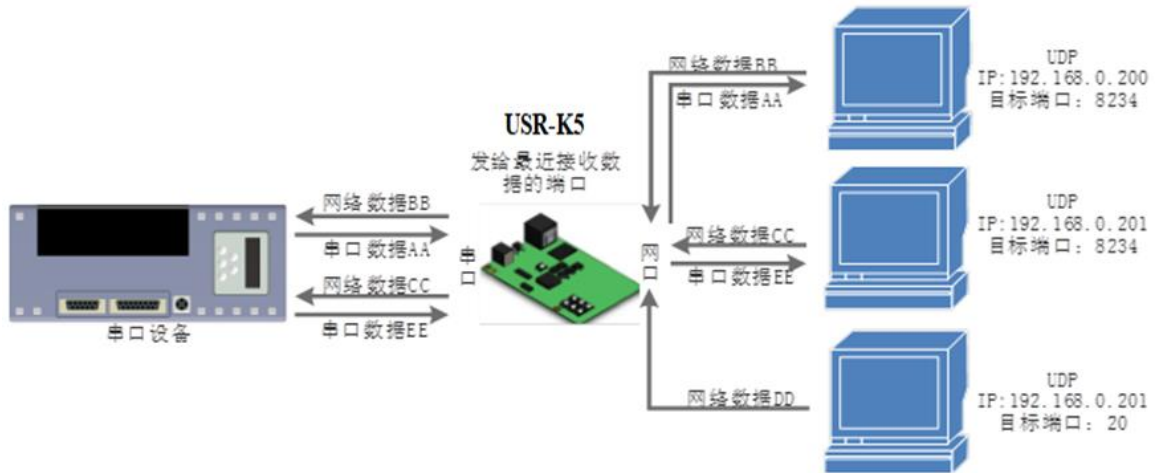 USR-K5
发给最近接收数
据的端口
网络数据BB
串口数据AA
网络数据CC
串口数据EE
串口设备
串口
网口
网络数据BB
串口数据AA
网络数据CC
串口数据EE
网络数据DD
UDP
IP:192.168.0.200
目标端口：8234
UDP
IP:192.168.0.201
目标端口：8234
UDP
IP:192.168.0.201
目标端口：20